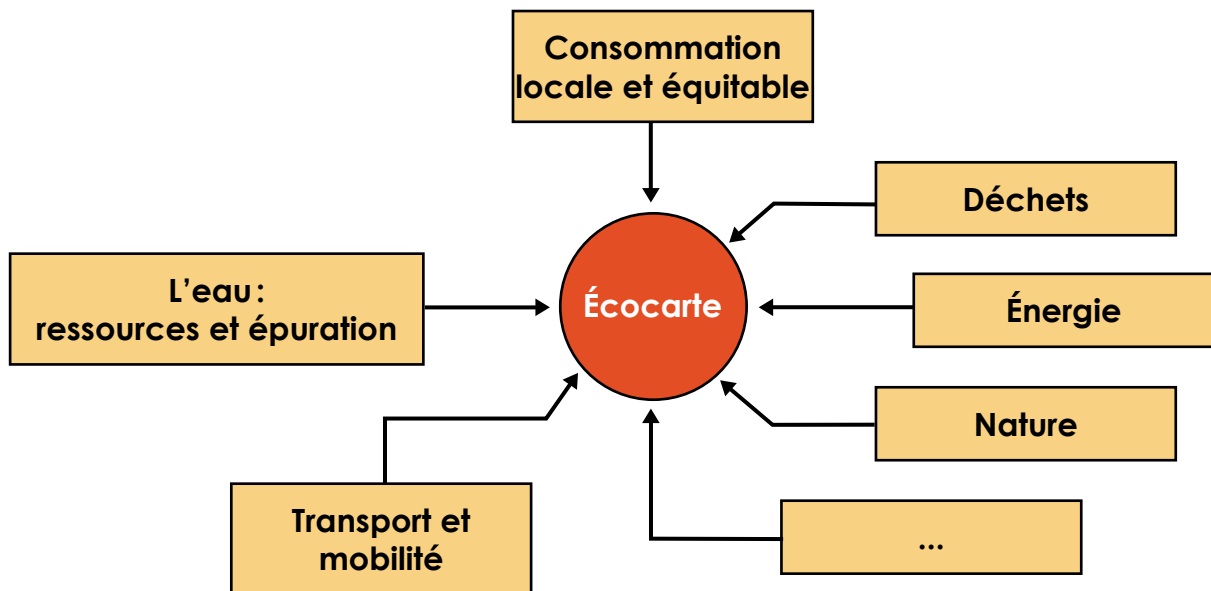 Consommation
locale et équitable
Déchets
L'eau :
ressources et épuration
Écocarte
Énergie
Nature
Transport et
mobilité
...